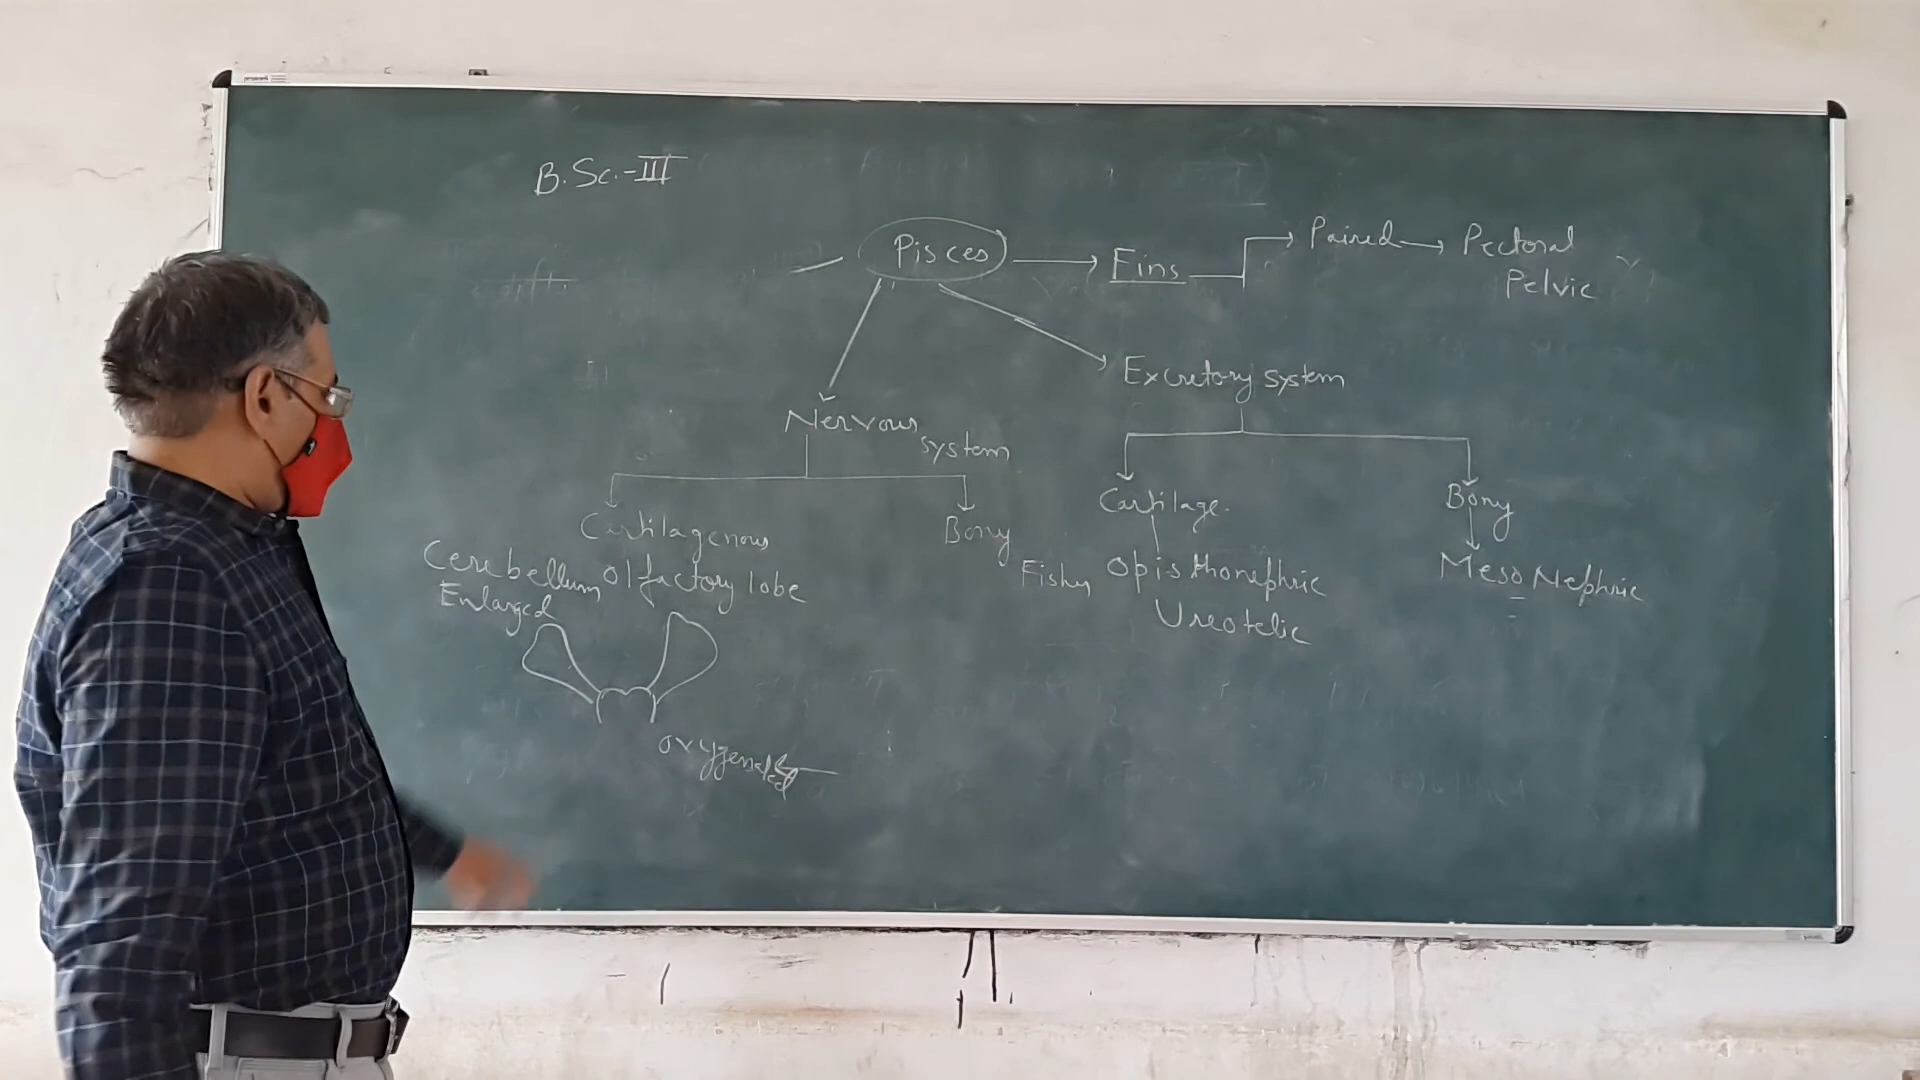 B.Sc.-III
Pisces
Fins
Paired
Pectoral
Pelvic
Excretory system
Nervous
system
Cartilagenous
Bony
Cartilage
Bony
Cerebellum
Enlarged
Olfactory lobe
Fishy
Opisthonephric
Ureotelic
Meso Nephric
oxygenated